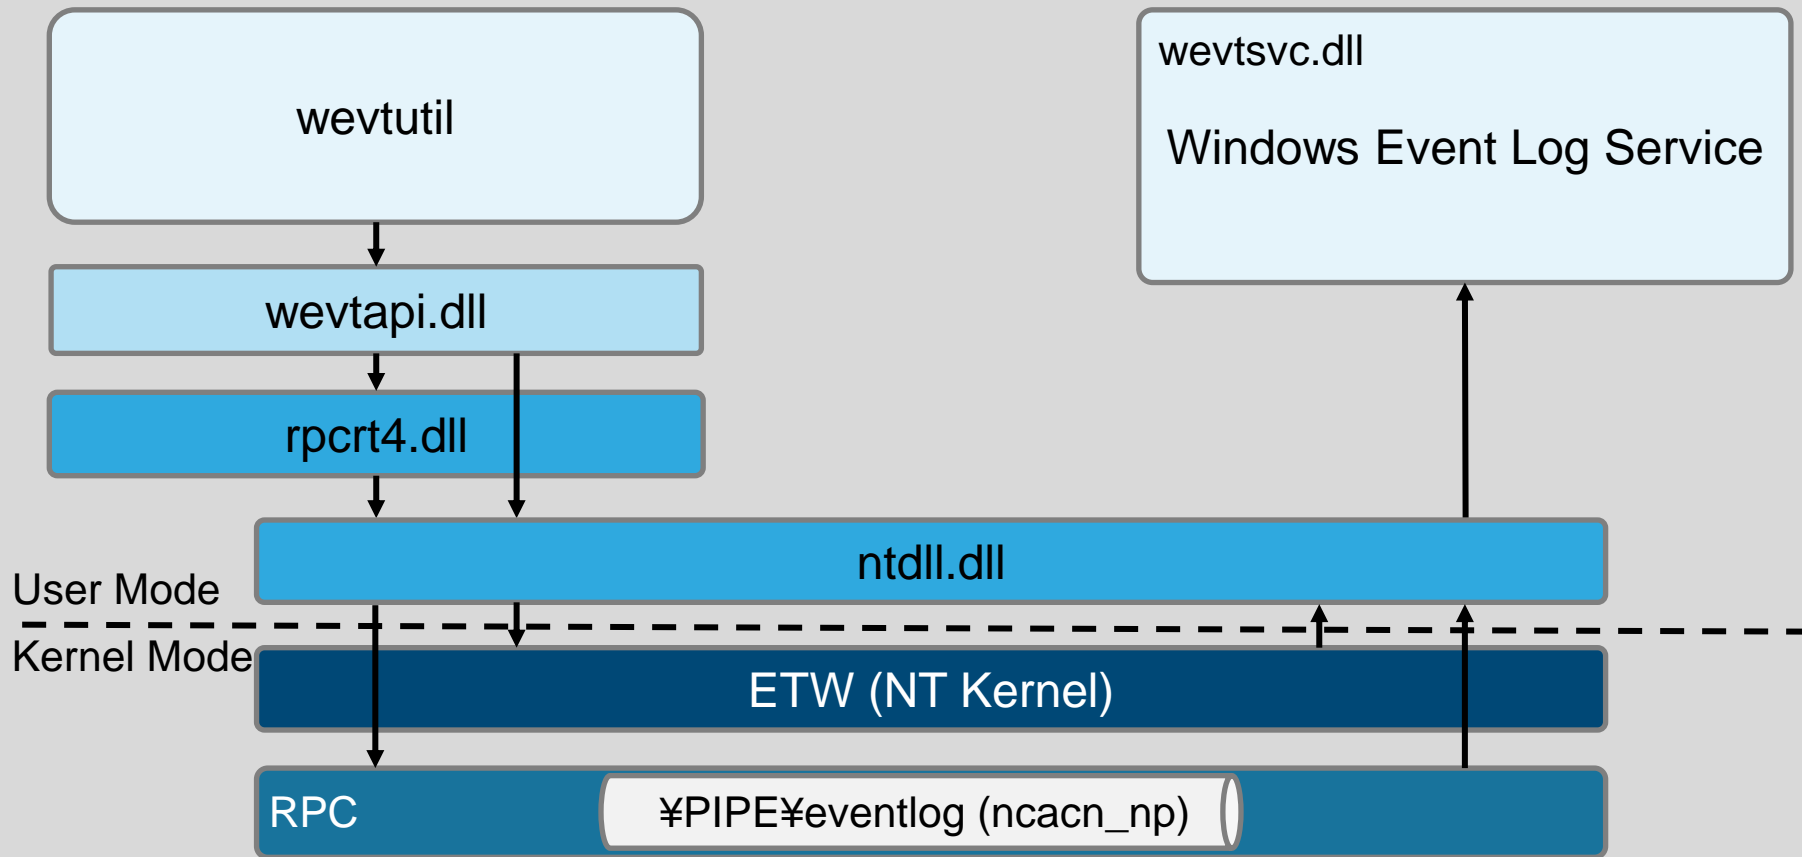 wevtutil
wevtsvc.dll
Windows Event Log Service
wevtapi.dll
rpcrt4.dll
ntdll.dll
User Mode
Kernel Mode
ETW (NT Kernel)
RPC
¥PIPE¥eventlog (ncacn_np)